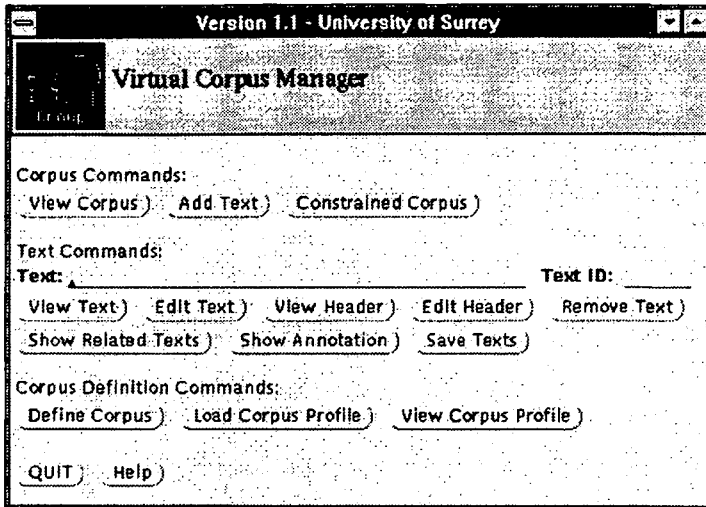 Version 1.1 - University of Surrey
Virtual Corpus Manager
Corpus Commands:
View Corpus Add Text Constrained Corpus
Text Commands:
Text: Text ID:
View Text Edit Text View Header Edit Header Remove Text
Show Related Texts Show Annotation Save Texts
Corpus Definition Commands:
Define Corpus Load Corpus Profile View Corpus Profile
QUIT Help